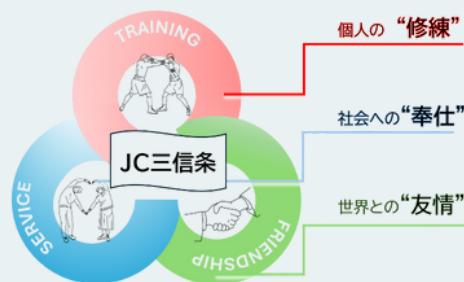 TRAINING
個人の “修練”
社会への“奉仕”
JC三信条
SERVICE
世界との“友情”
FRIENDSHIP